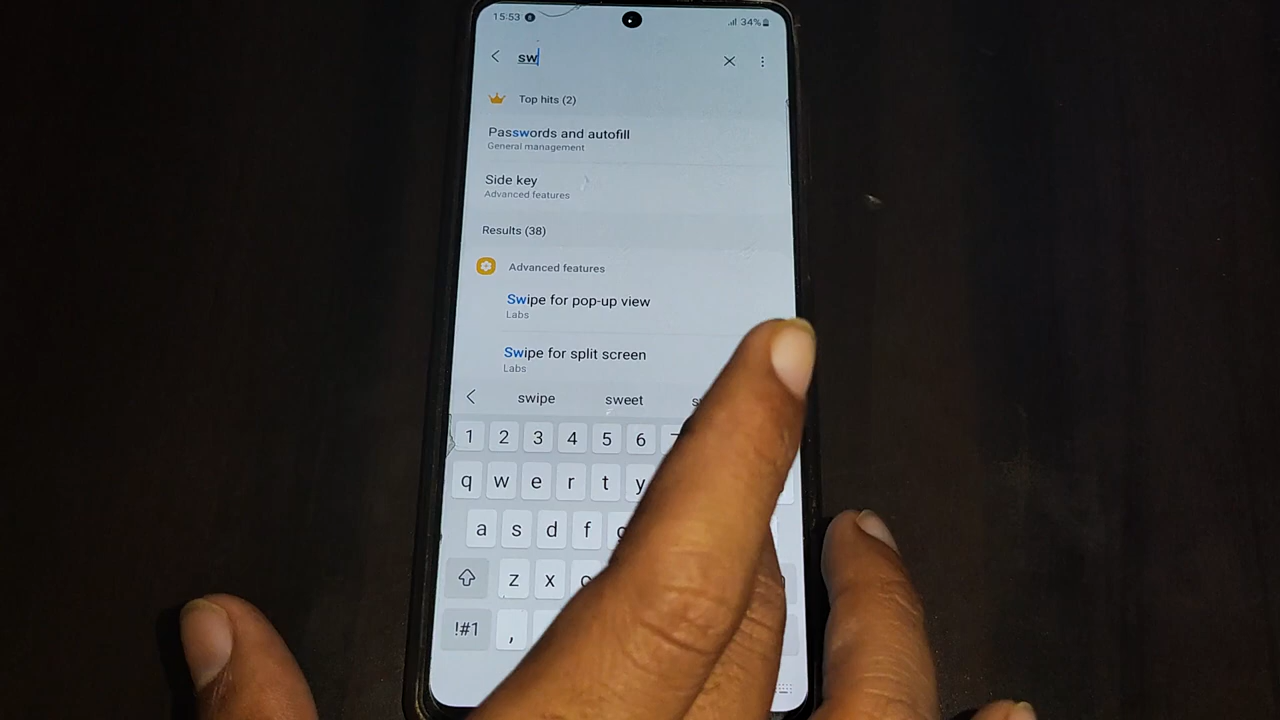 15:53 34%
sw
Top hits (2)
Passwords and autofill
General management
Side key
Advanced features
Results (38)
Advanced features
Swipe for pop-up view
Labs
Swipe for split screen
Labs
swipe sweet
1 2 3 4 5 6
q w e r t y
a s d f
z x
!#1 ,